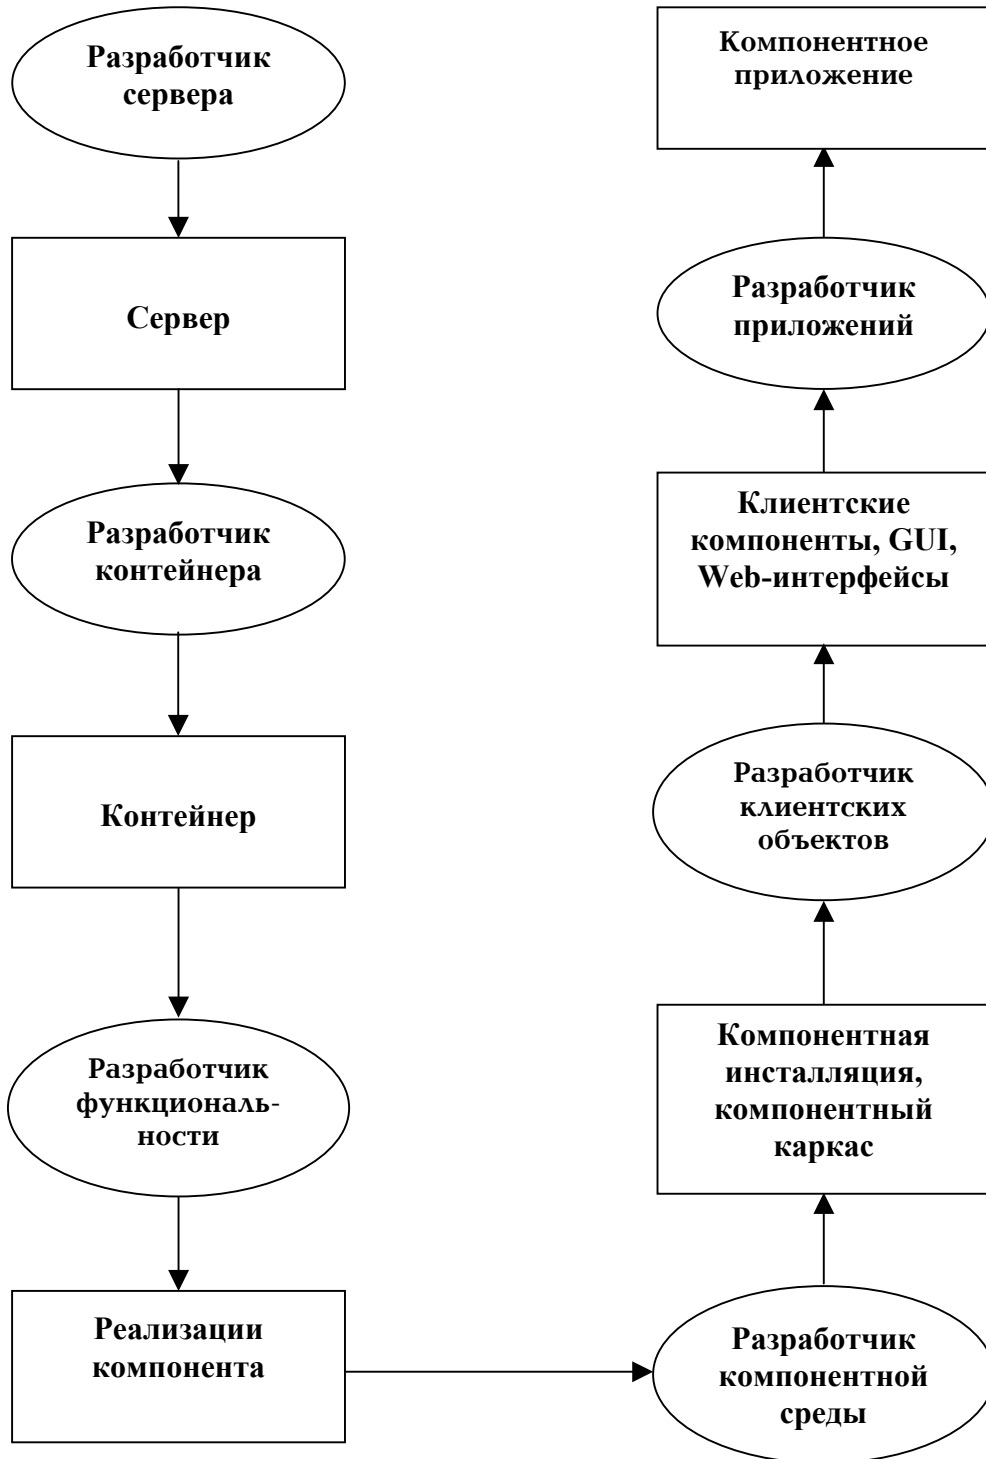 Разработчик
сервера
Сервер
Разработчик
контейнера
Контейнер
Разработчик
функциональ-
ности
Реализации
компонента
Разработчик
компонентной
среды
Компонентная
инсталляция,
компонентный
каркас
Разработчик
клиентских
объектов
Клиентские
компоненты, GUI,
Web-интерфейсы
Разработчик
приложений
Компонентное
приложение